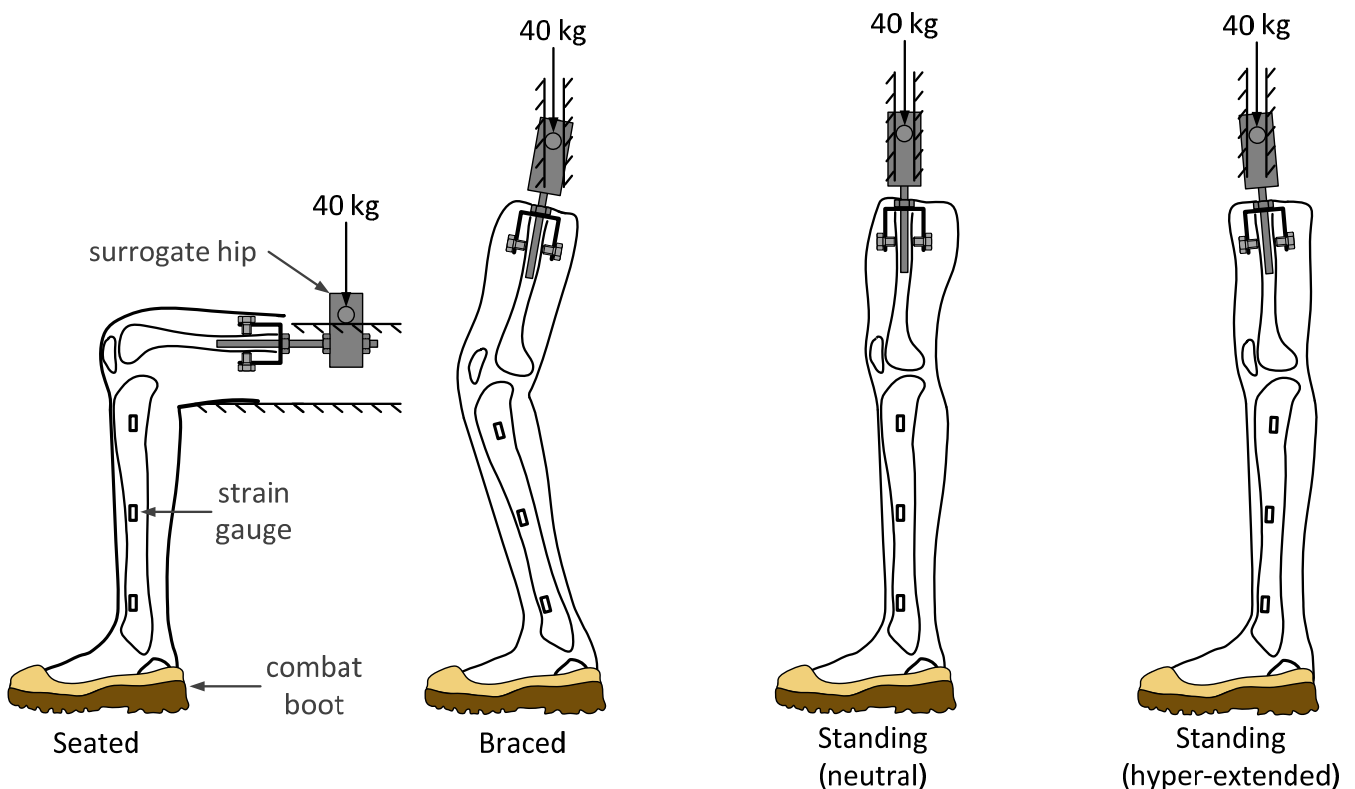 40 kg
40 kg
40 kg
40 kg
surrogate hip
strain
gauge
combat
boot
Seated
Braced
Standing
(neutral)
Standing
(hyper-extended)